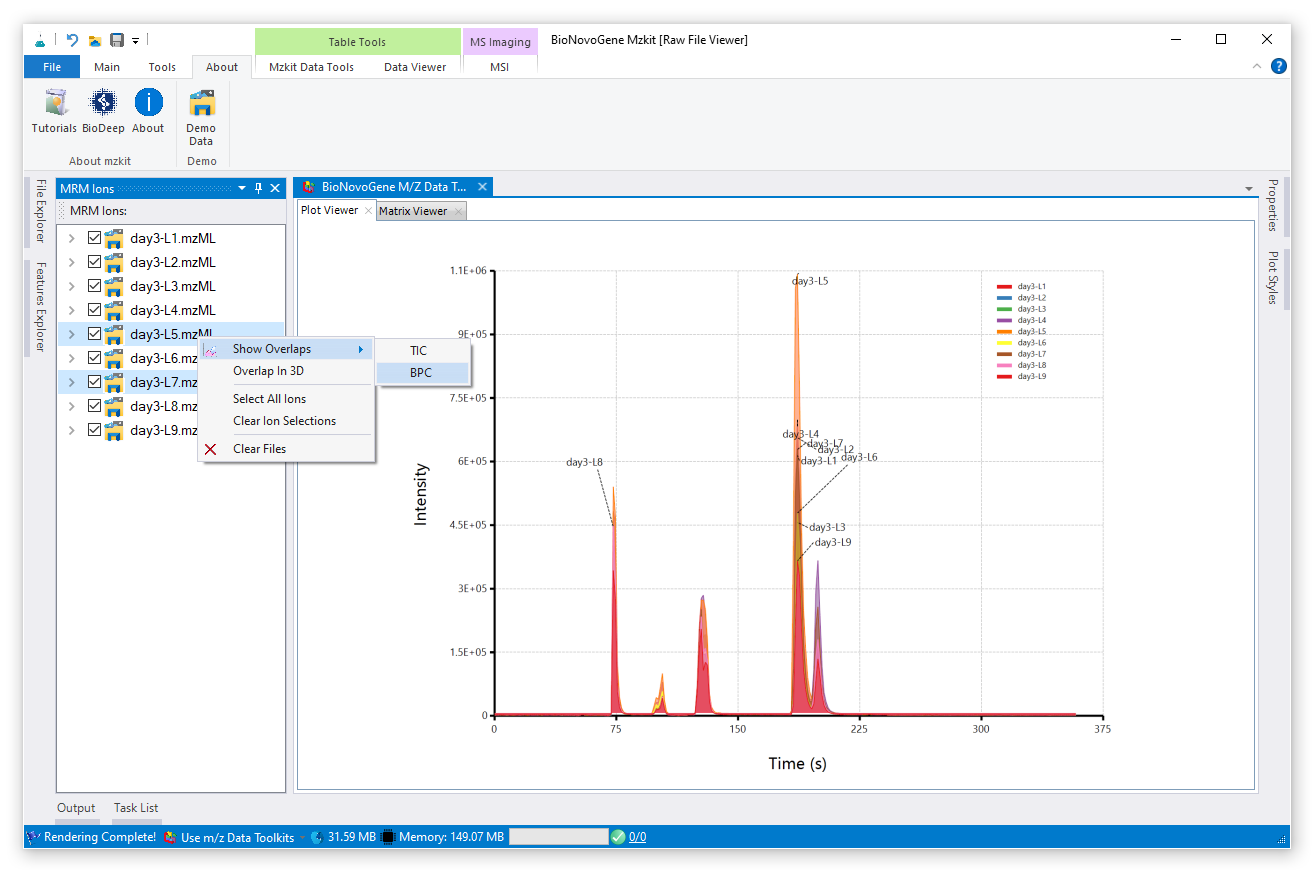 Table Tools
MS Imaging
BioNovoGene Mzkit [Raw File Viewer]
File
Main
Tools
About
Mzkit Data Tools
Data Viewer
MSI
?
Tutorials
BioDeep
About
Demo
Data
About mzkit
Demo
File Explorer
Features Explorer
MRM Ions
MRM Ions:
day3-L1.mzML
day3-L2.mzML
day3-L3.mzML
day3-L4.mzML
day3-L5.mzML
day3-L6.mz
day3-L7.mz
day3-L8.mz
day3-L9.mz
Show Overlaps
Overlap In 3D
Select All Ions
Clear Ion Selections
Clear Files
TIC
BPC
BioNovoGene M/Z Data T...
Plot Viewer
Matrix Viewer
1.1E+06
9E+05
7.5E+05
6E+05
4.5E+05
3E+05
1.5E+05
0
Intensity
day3-L5
day3-L4
day3-L7
day3-L2
day3-L1
day3-L6
day3-L8
day3-L3
day3-L9
day3-L1
day3-L2
day3-L3
day3-L4
day3-L5
day3-L6
day3-L7
day3-L8
day3-L9
0
75
150
225
300
375
Time (s)
Properties
Plot Styles
Output
Task List
Rendering Complete!
Use m/z Data Toolkits
31.59 MB
Memory: 149.07 MB
0/0